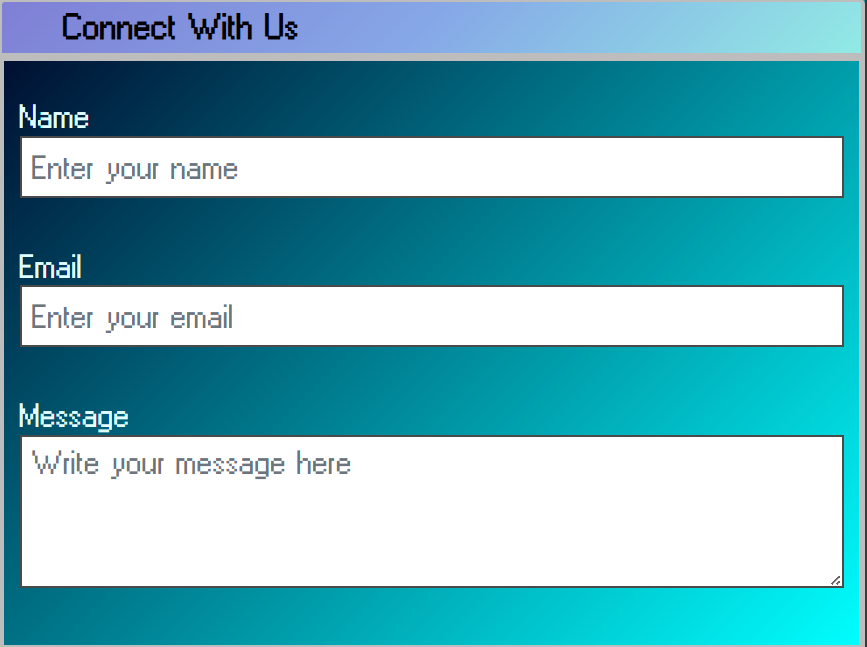 Connect With Us
Name
Enter your name
Email
Enter your email
Message
Write your message here